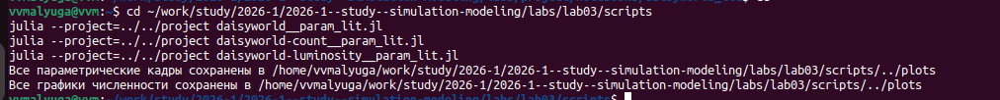 vvmalyuga@vvm:~$ cd ~/work/study/2026-1/2026-1--study--simulation-modeling/labs/lab03/scripts
julia --project=../../project daisyworld__param_lit.jl
julia --project=../../project daisyworld-count__param_lit.jl
julia --project=../../project daisyworld-luminosity__param_lit.jl
Все параметрические кадры сохранены в /home/vvmalyuga/work/study/2026-1/2026-1--study--simulation-modeling/labs/lab03/scripts/../plots
Все графики численности сохранены в /home/vvmalyuga/work/study/2026-1/2026-1--study--simulation-modeling/labs/lab03/scripts/../plots
vvmalyuga@vvm:~/work/study/2026-1/2026-1--study--simulation-modeling/labs/lab03/scripts$